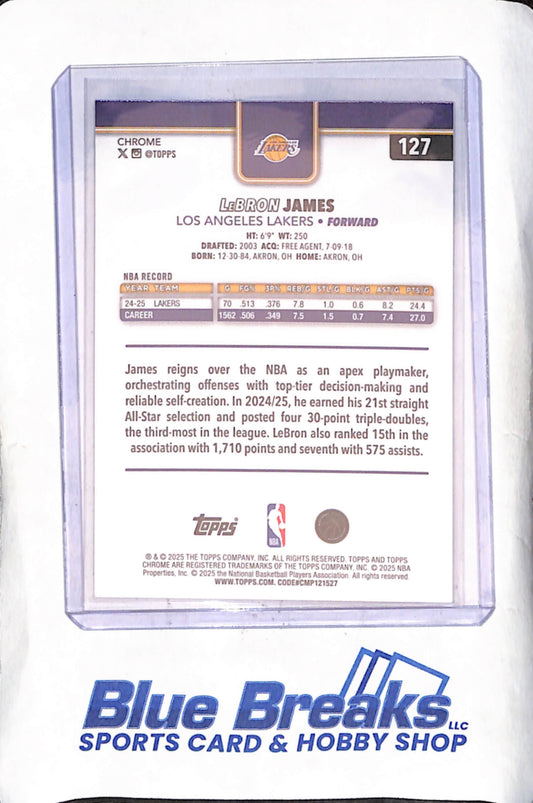 CHROME
X @TOPPS
LAKERS
127
LeBRON JAMES
LOS ANGELES LAKERS • FORWARD
HT: 6'9" WT: 250
DRAFTED: 2003 ACQ: FREE AGENT, 7-09-18
BORN: 12-30-84, AKRON, OH HOME: AKRON, OH
NBA RECORD
YEAR TEAM G FG% 3P% REB/G STL/G BLK/G AST/G PTS/G
24-25 LAKERS 70 .513 .376 7.8 1.0 0.6 8.2 24.4
CAREER 1562 .506 .349 7.5 1.5 0.7 7.4 27.0
James reigns over the NBA as an apex playmaker,
orchestrating offenses with top-tier decision-making and
reliable self-creation. In 2024/25, he earned his 21st straight
All-Star selection and posted four 30-point triple-doubles,
the third-most in the league. LeBron also ranked 15th in the
association with 1,710 points and seventh with 575 assists.
topps
NBA
® & © 2025 THE TOPPS COMPANY, INC. ALL RIGHTS RESERVED. TOPPS AND TOPPS
CHROME ARE REGISTERED TRADEMARKS OF THE TOPPS COMPANY, INC. © 2025 NBA
Properties, Inc. © 2025 the National Basketball Players Association. All rights reserved.
WWW.TOPPS.COM. CODE#CMP121527
Blue Breaks LLC
SPORTS CARD & HOBBY SHOP